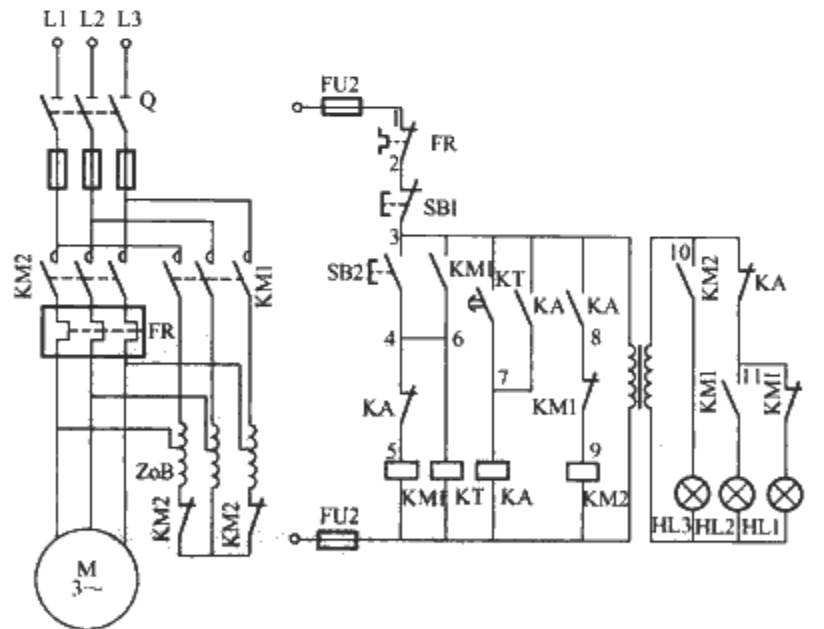 L1 L2 L3
Q
KM2
KM1
FR
ZoB
KM2
KM2
M
3～
FU2
1
FR
2
SB1
3
SB2
KM1
KT
KA
KA
4
6
7
8
KA
KM1
5
9
KM1
KT
KA
KM2
FU2
10
KM2
KA
KM1
11
KM1
HL3
HL2
HL1